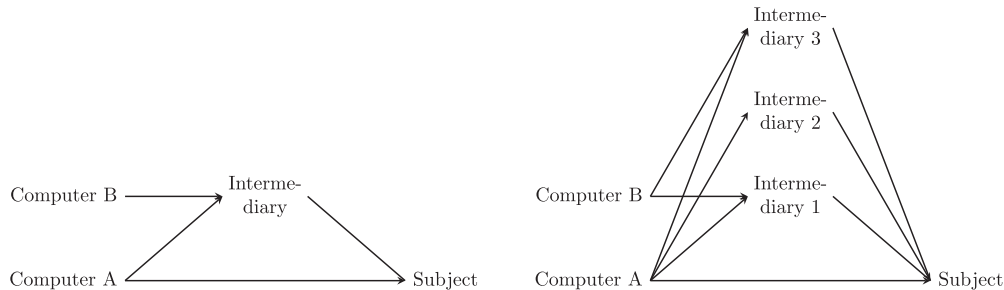 Interme-
diary 3
Interme-
diary 2
Computer B
Interme-
diary
Computer A
Subject
Computer B
Interme-
diary 1
Computer A
Subject